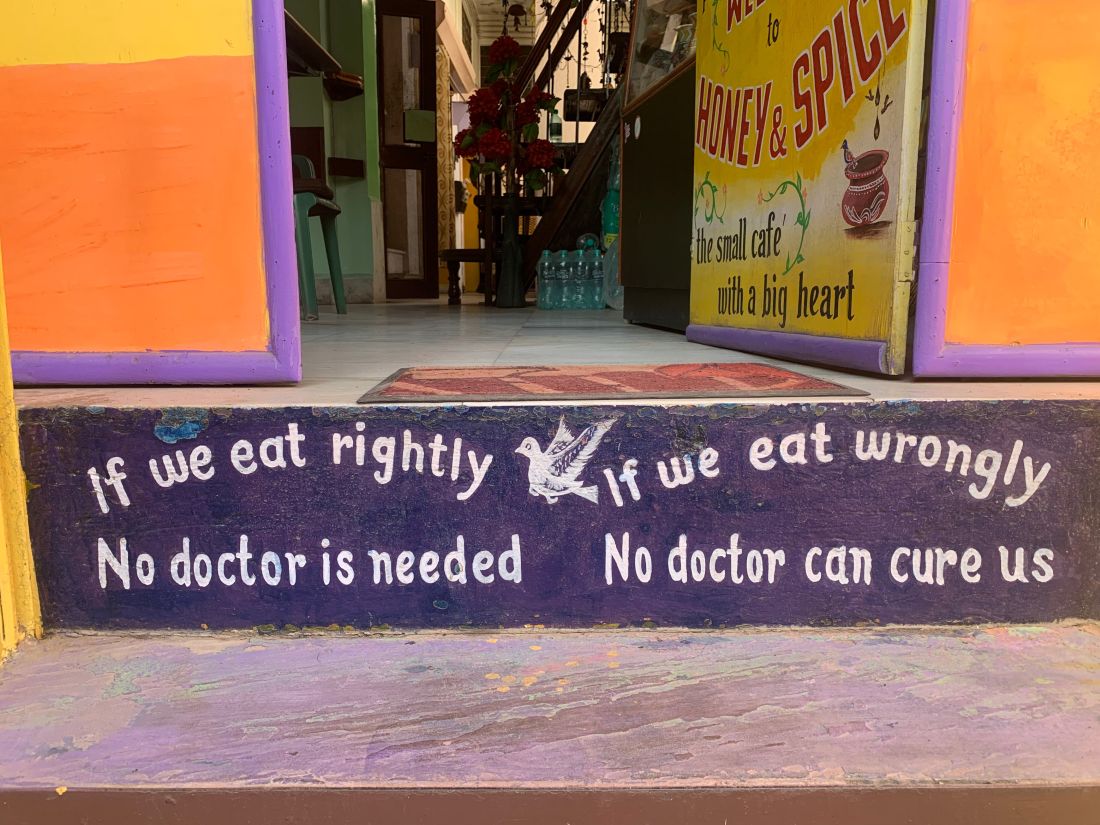 to
HONEY & SPICE
the small café
with a big heart
If we eat rightly
No doctor is needed
If we eat wrongly
No doctor can cure us